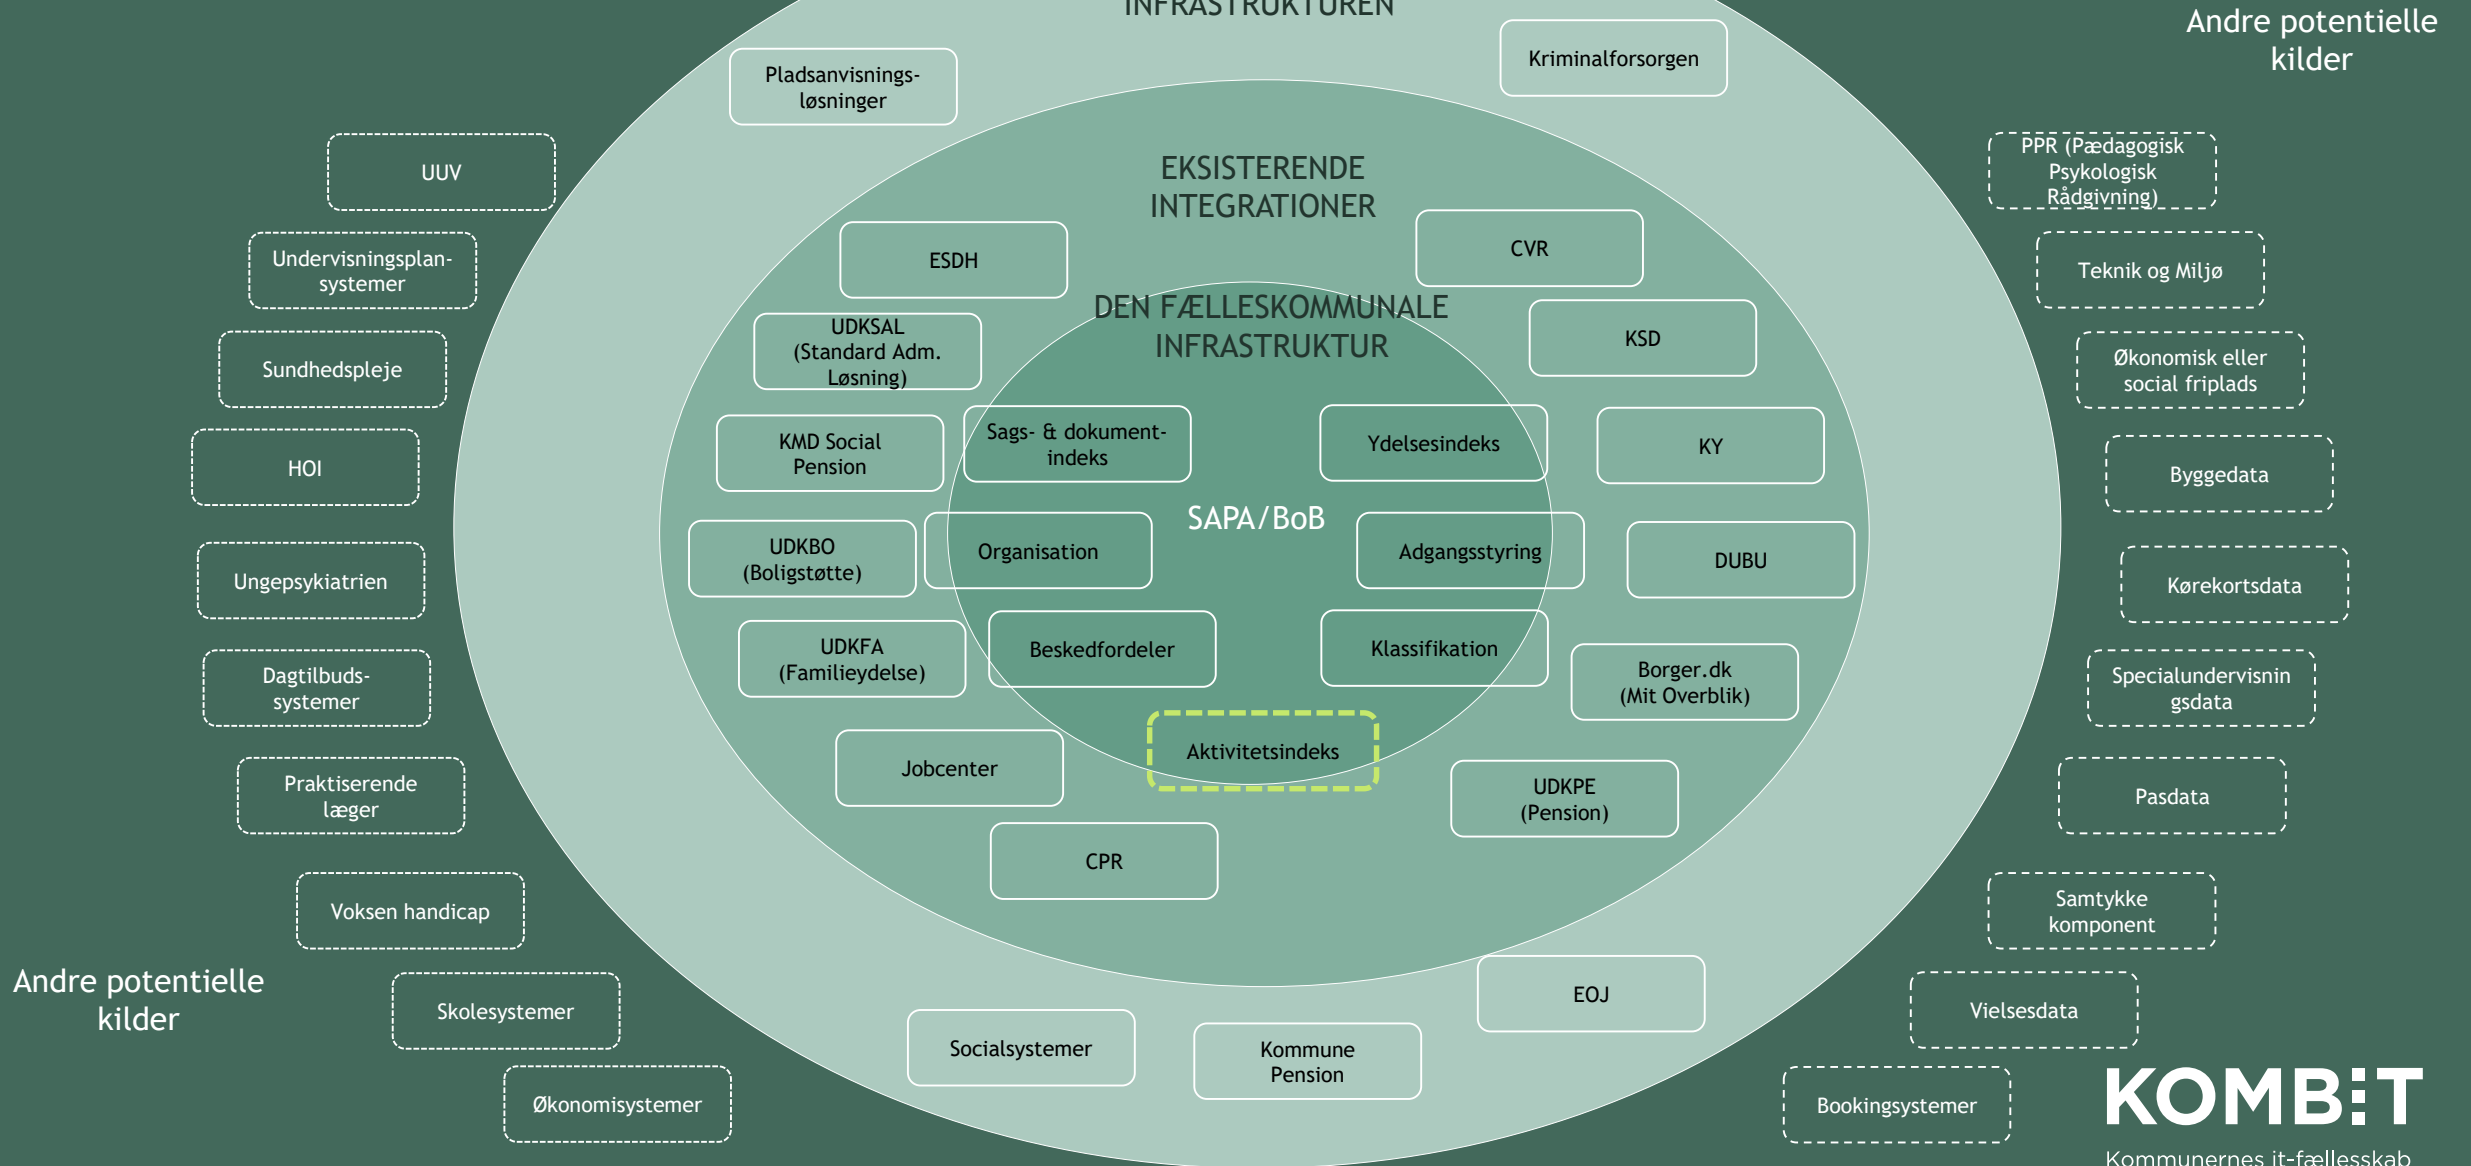 INFRASTRUKTUREN
Andre potentielle
kilder
Pladsanvisnings-
løsninger
Kriminalforsorgen
EKSISTERENDE
INTEGRATIONER
ESDH
CVR
DEN FÆLLESKOMMUNALE
INFRASTRUKTUR
UDKSAL
(Standard Adm.
Løsning)
KSD
KMD Social
Pension
Sags- & dokument-
indeks
Ydelsesindeks
KY
SAPA/BoB
UDKBO
(Boligstøtte)
Organisation
Adgangsstyring
DUBU
UDKFA
(Familieydelse)
Beskedfordeler
Klassifikation
Borger.dk
(Mit Overblik)
Jobcenter
Aktivitetsindeks
UDKPE
(Pension)
CPR
EOJ
Socialsystemer
Kommune
Pension
UUV
Undervisningsplan-
systemer
Sundhedspleje
HOI
Ungepsykiatrien
Dagtilbuds-
systemer
Praktiserende
læger
Voksen handicap
Andre potentielle
kilder
Skolesystemer
Økonomisystemer
PPR (Pædagogisk
Psykologisk
Rådgivning)
Teknik og Miljø
Økonomisk eller
social friplads
Byggedata
Kørekortsdata
Specialundervisnin
gsdata
Pasdata
Samtykke
komponent
Vielsesdata
Bookingsystemer
KOMBIT
Kommunernes it-fællesskab